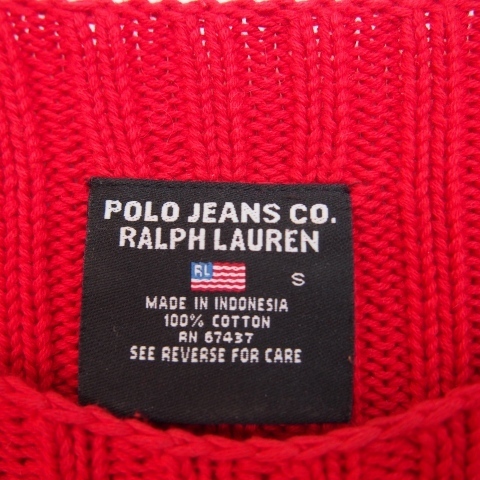 POLO JEANS CO.
RALPH LAUREN
RL S
MADE IN INDONESIA
100% COTTON
RN 67437
SEE REVERSE FOR CARE